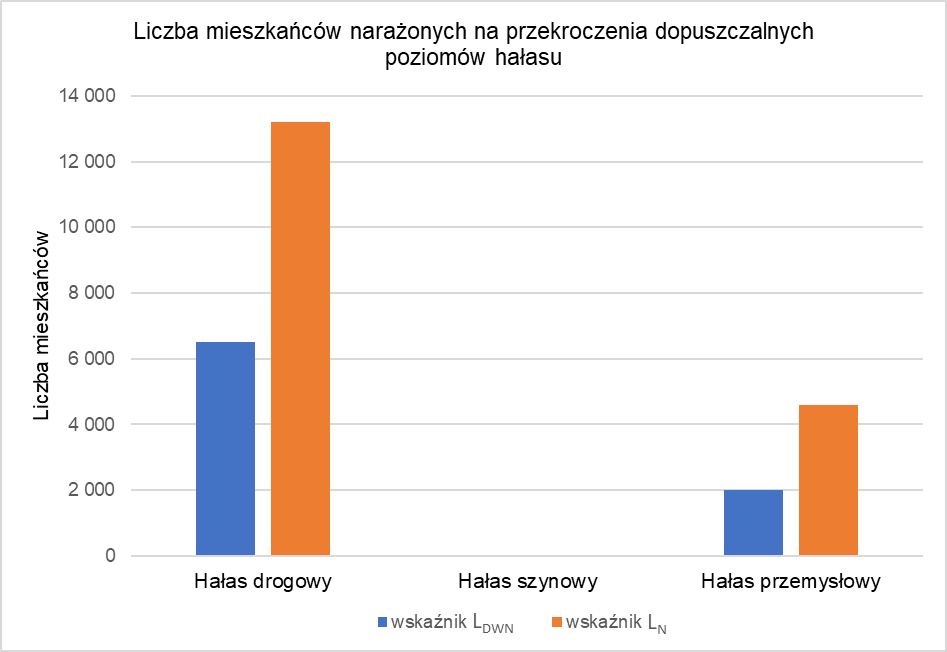 Liczba mieszkańców narażonych na przekroczenia dopuszczalnych
poziomów hałasu
14 000
12 000
10 000
8 000
6 000
4 000
2 000
0
Liczba mieszkańców
Hałas drogowy
Hałas szynowy
Hałas przemysłowy
wskaźnik LDWN
wskaźnik LN